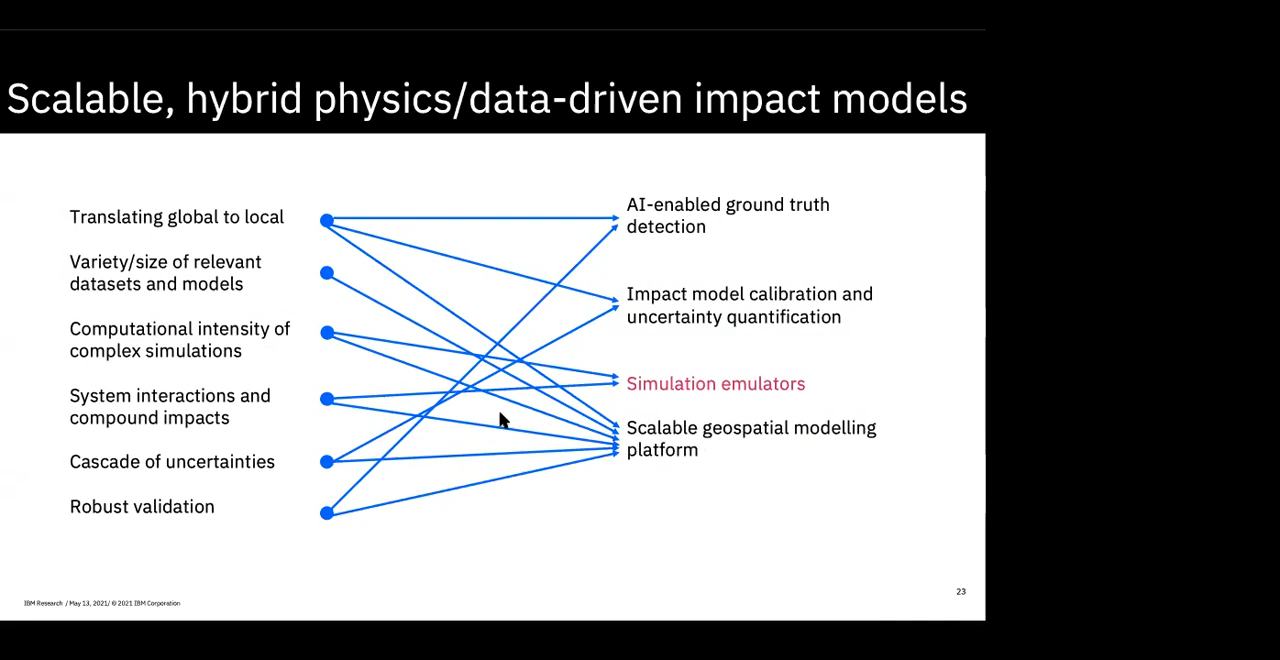 Scalable, hybrid physics/data-driven impact models
Translating global to local
Variety/size of relevant
datasets and models
Computational intensity of
complex simulations
System interactions and
compound impacts
Cascade of uncertainties
Robust validation
AI-enabled ground truth
detection
Impact model calibration and
uncertainty quantification
Simulation emulators
Scalable geospatial modelling
platform
IBM Research / May 13, 2021/ © 2021 IBM Corporation
23